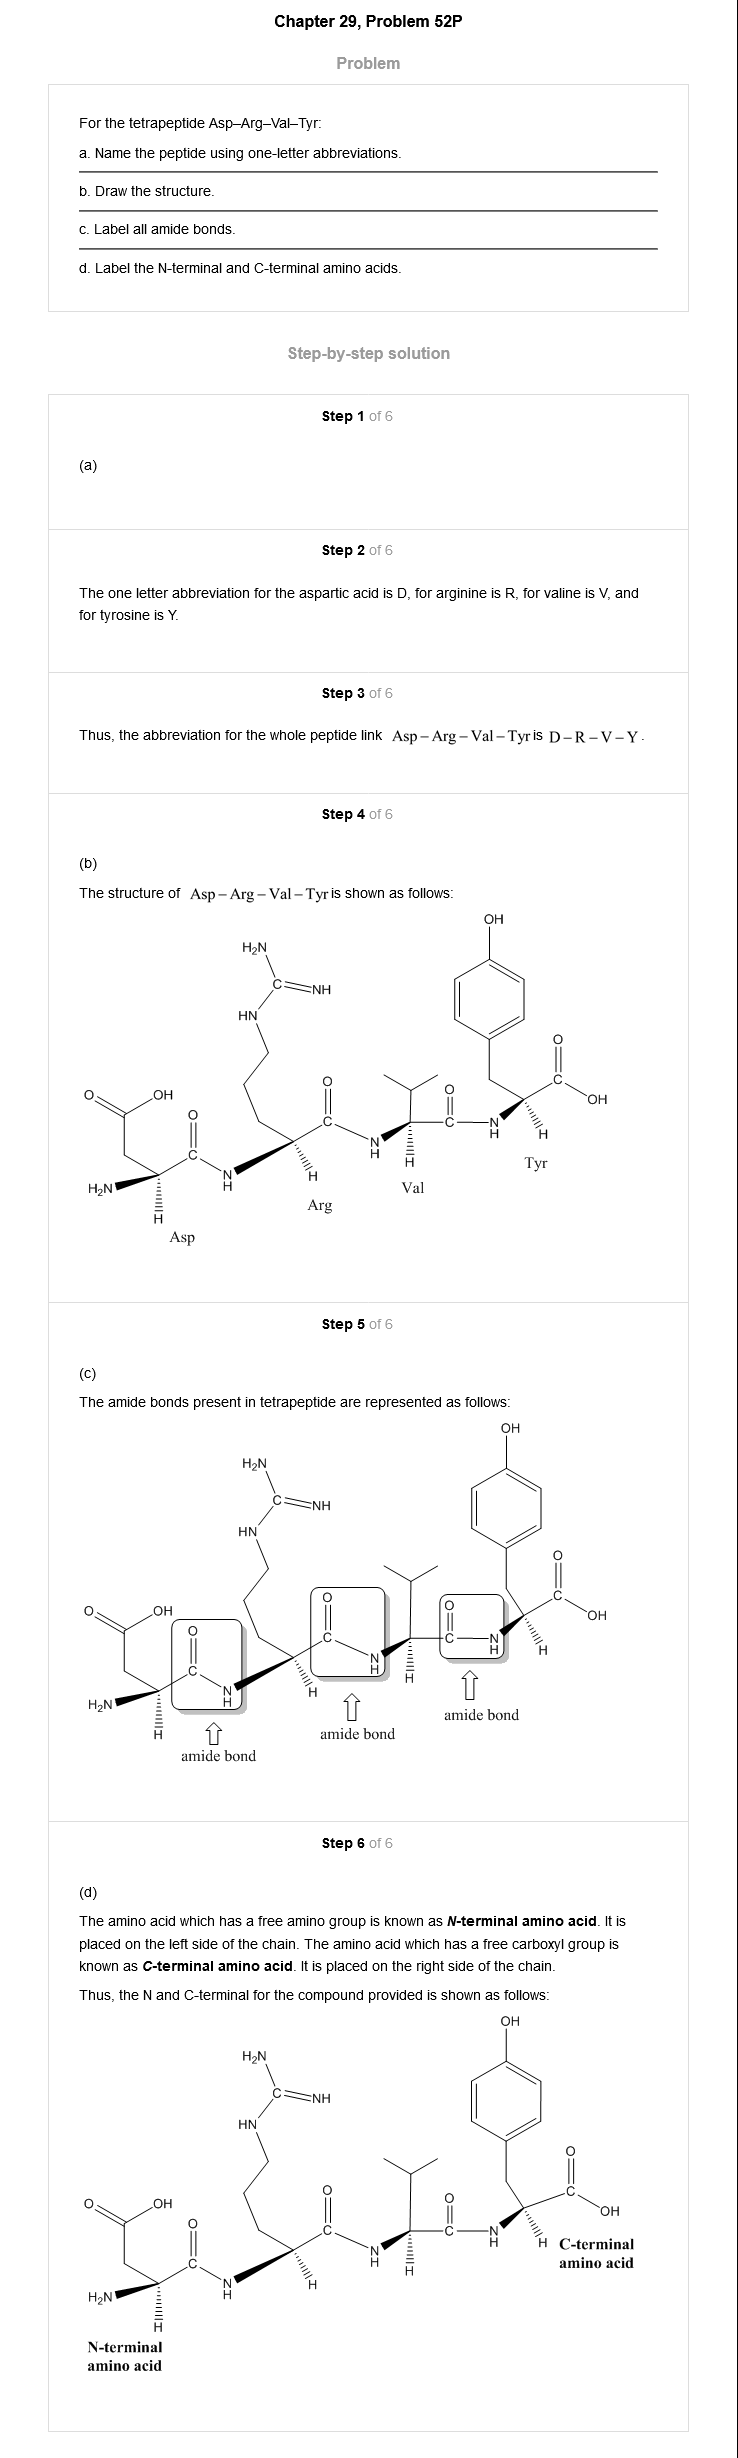 Chapter 29, Problem 52P
Problem
For the tetrapeptide Asp–Arg–Val–Tyr:
a. Name the peptide using one-letter abbreviations.
b. Draw the structure.
c. Label all amide bonds.
d. Label the N-terminal and C-terminal amino acids.
Step-by-step solution
Step 1 of 6
(a)
Step 2 of 6
The one letter abbreviation for the aspartic acid is D, for arginine is R, for valine is V, and
for tyrosine is Y.
Step 3 of 6
Thus, the abbreviation for the whole peptide link Asp – Arg – Val – Tyr is D – R – V – Y .
Step 4 of 6
(b)
The structure of Asp – Arg – Val – Tyr is shown as follows:
OH
H₂N
C NH
HN
O
C
O OH O O OH
O C C N H
C N H H Tyr
H₂N N H H Val
H Arg
H
Asp
Step 5 of 6
(c)
The amide bonds present in tetrapeptide are represented as follows:
OH
H₂N
C NH
HN
O
C
O OH O O OH
O C C N H
C N H H
H₂N N H H
H amide bond
amide bond
amide bond
Step 6 of 6
(d)
The amino acid which has a free amino group is known as N-terminal amino acid. It is
placed on the left side of the chain. The amino acid which has a free carboxyl group is
known as C-terminal amino acid. It is placed on the right side of the chain.
Thus, the N and C-terminal for the compound provided is shown as follows:
OH
H₂N
C NH
HN
O
C
O OH O O OH
O C C N H
C N H H C-terminal
amino acid
H₂N N H H
H
N-terminal
amino acid